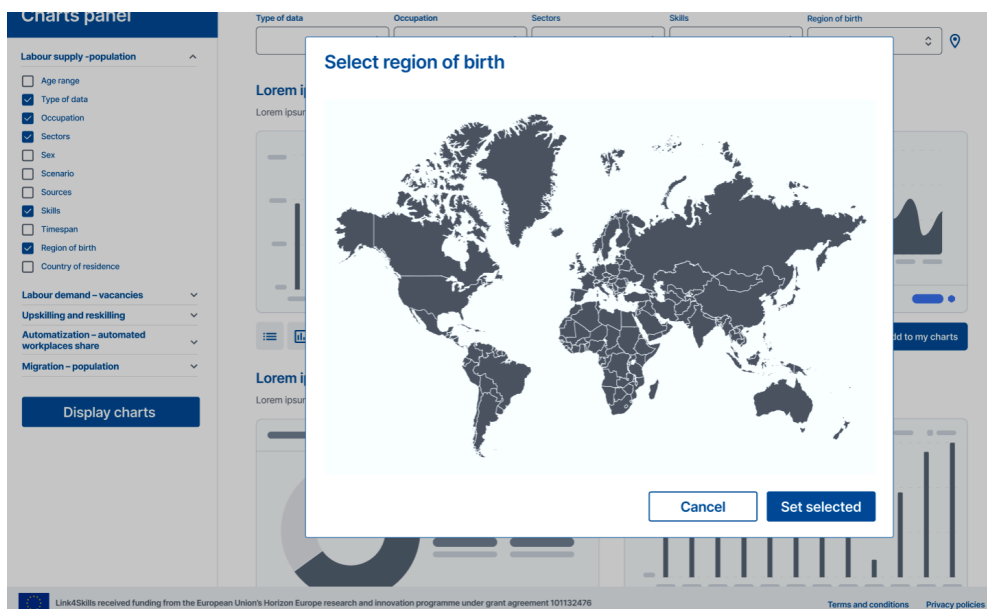 Charts panel
Labour supply -population
Age range
Type of data
Occupation
Sectors
Sex
Scenario
Sources
Skills
Timespan
Region of birth
Country of residence
Labour demand – vacancies
Upskilling and reskilling
Automatization – automated
workplaces share
Migration – population
Display charts
Type of data Occupation Sectors Skills Region of birth
Lorem
Lorem ipsur
Select region of birth
Cancel Set selected
to my charts
Lorem
Lorem ipsur
Link4Skills received funding from the European Union's Horizon Europe research and innovation programme under grant agreement 101132476
Terms and conditions Privacy policies